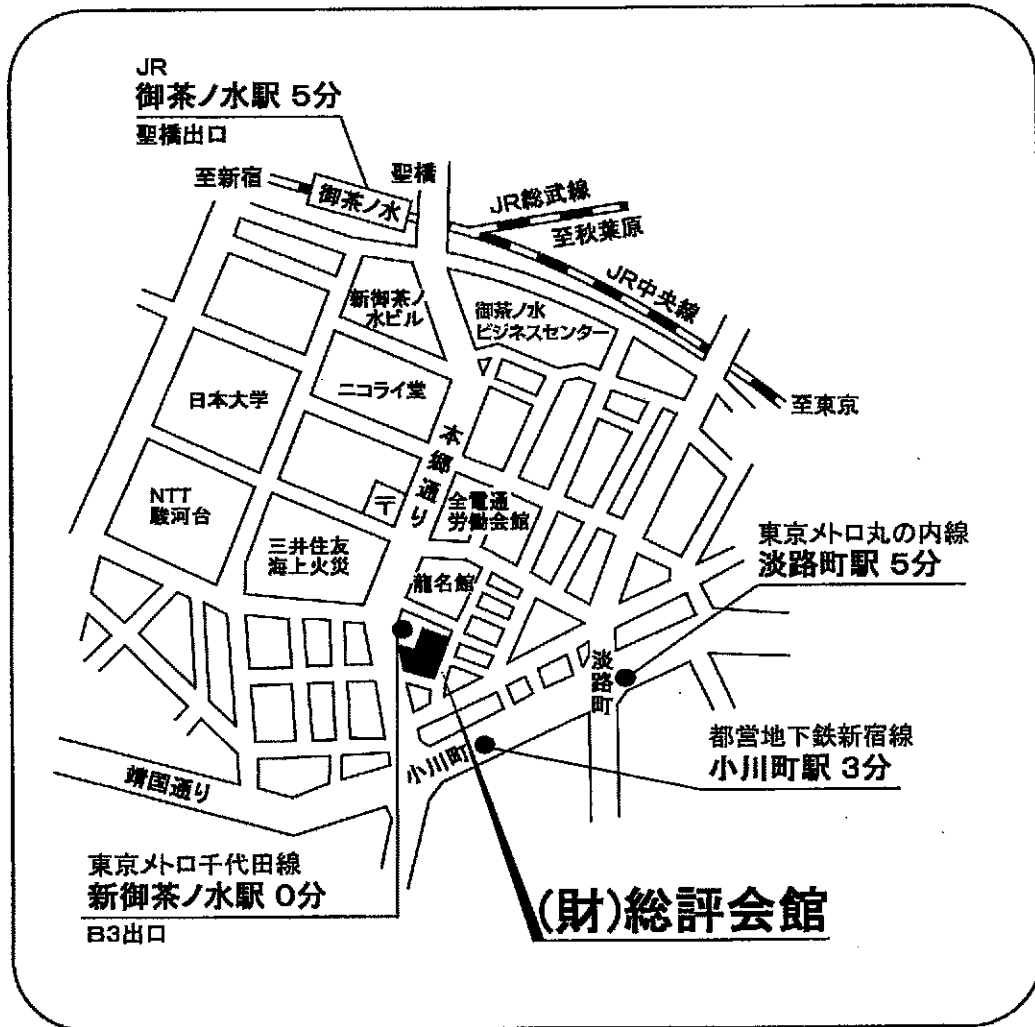 JR
御茶ノ水駅 5分
聖橋出口
至新宿
御茶ノ水
聖橋
JR総武線
至秋葉原
JR中央線
至東京
新御茶ノ
水ビル
御茶ノ水
ビジネスセンター
日本大学
ニコライ堂
本郷通り
NTT
駿河台
〒
全電通
労働会館
三井住友
海上火災
龍名館
東京メトロ丸の内線
淡路町駅 5分
淡路町
都営地下鉄新宿線
小川町駅 3分
小川町
靖国通り
東京メトロ千代田線
新御茶ノ水駅 0分
B3出口
(財)総評会館